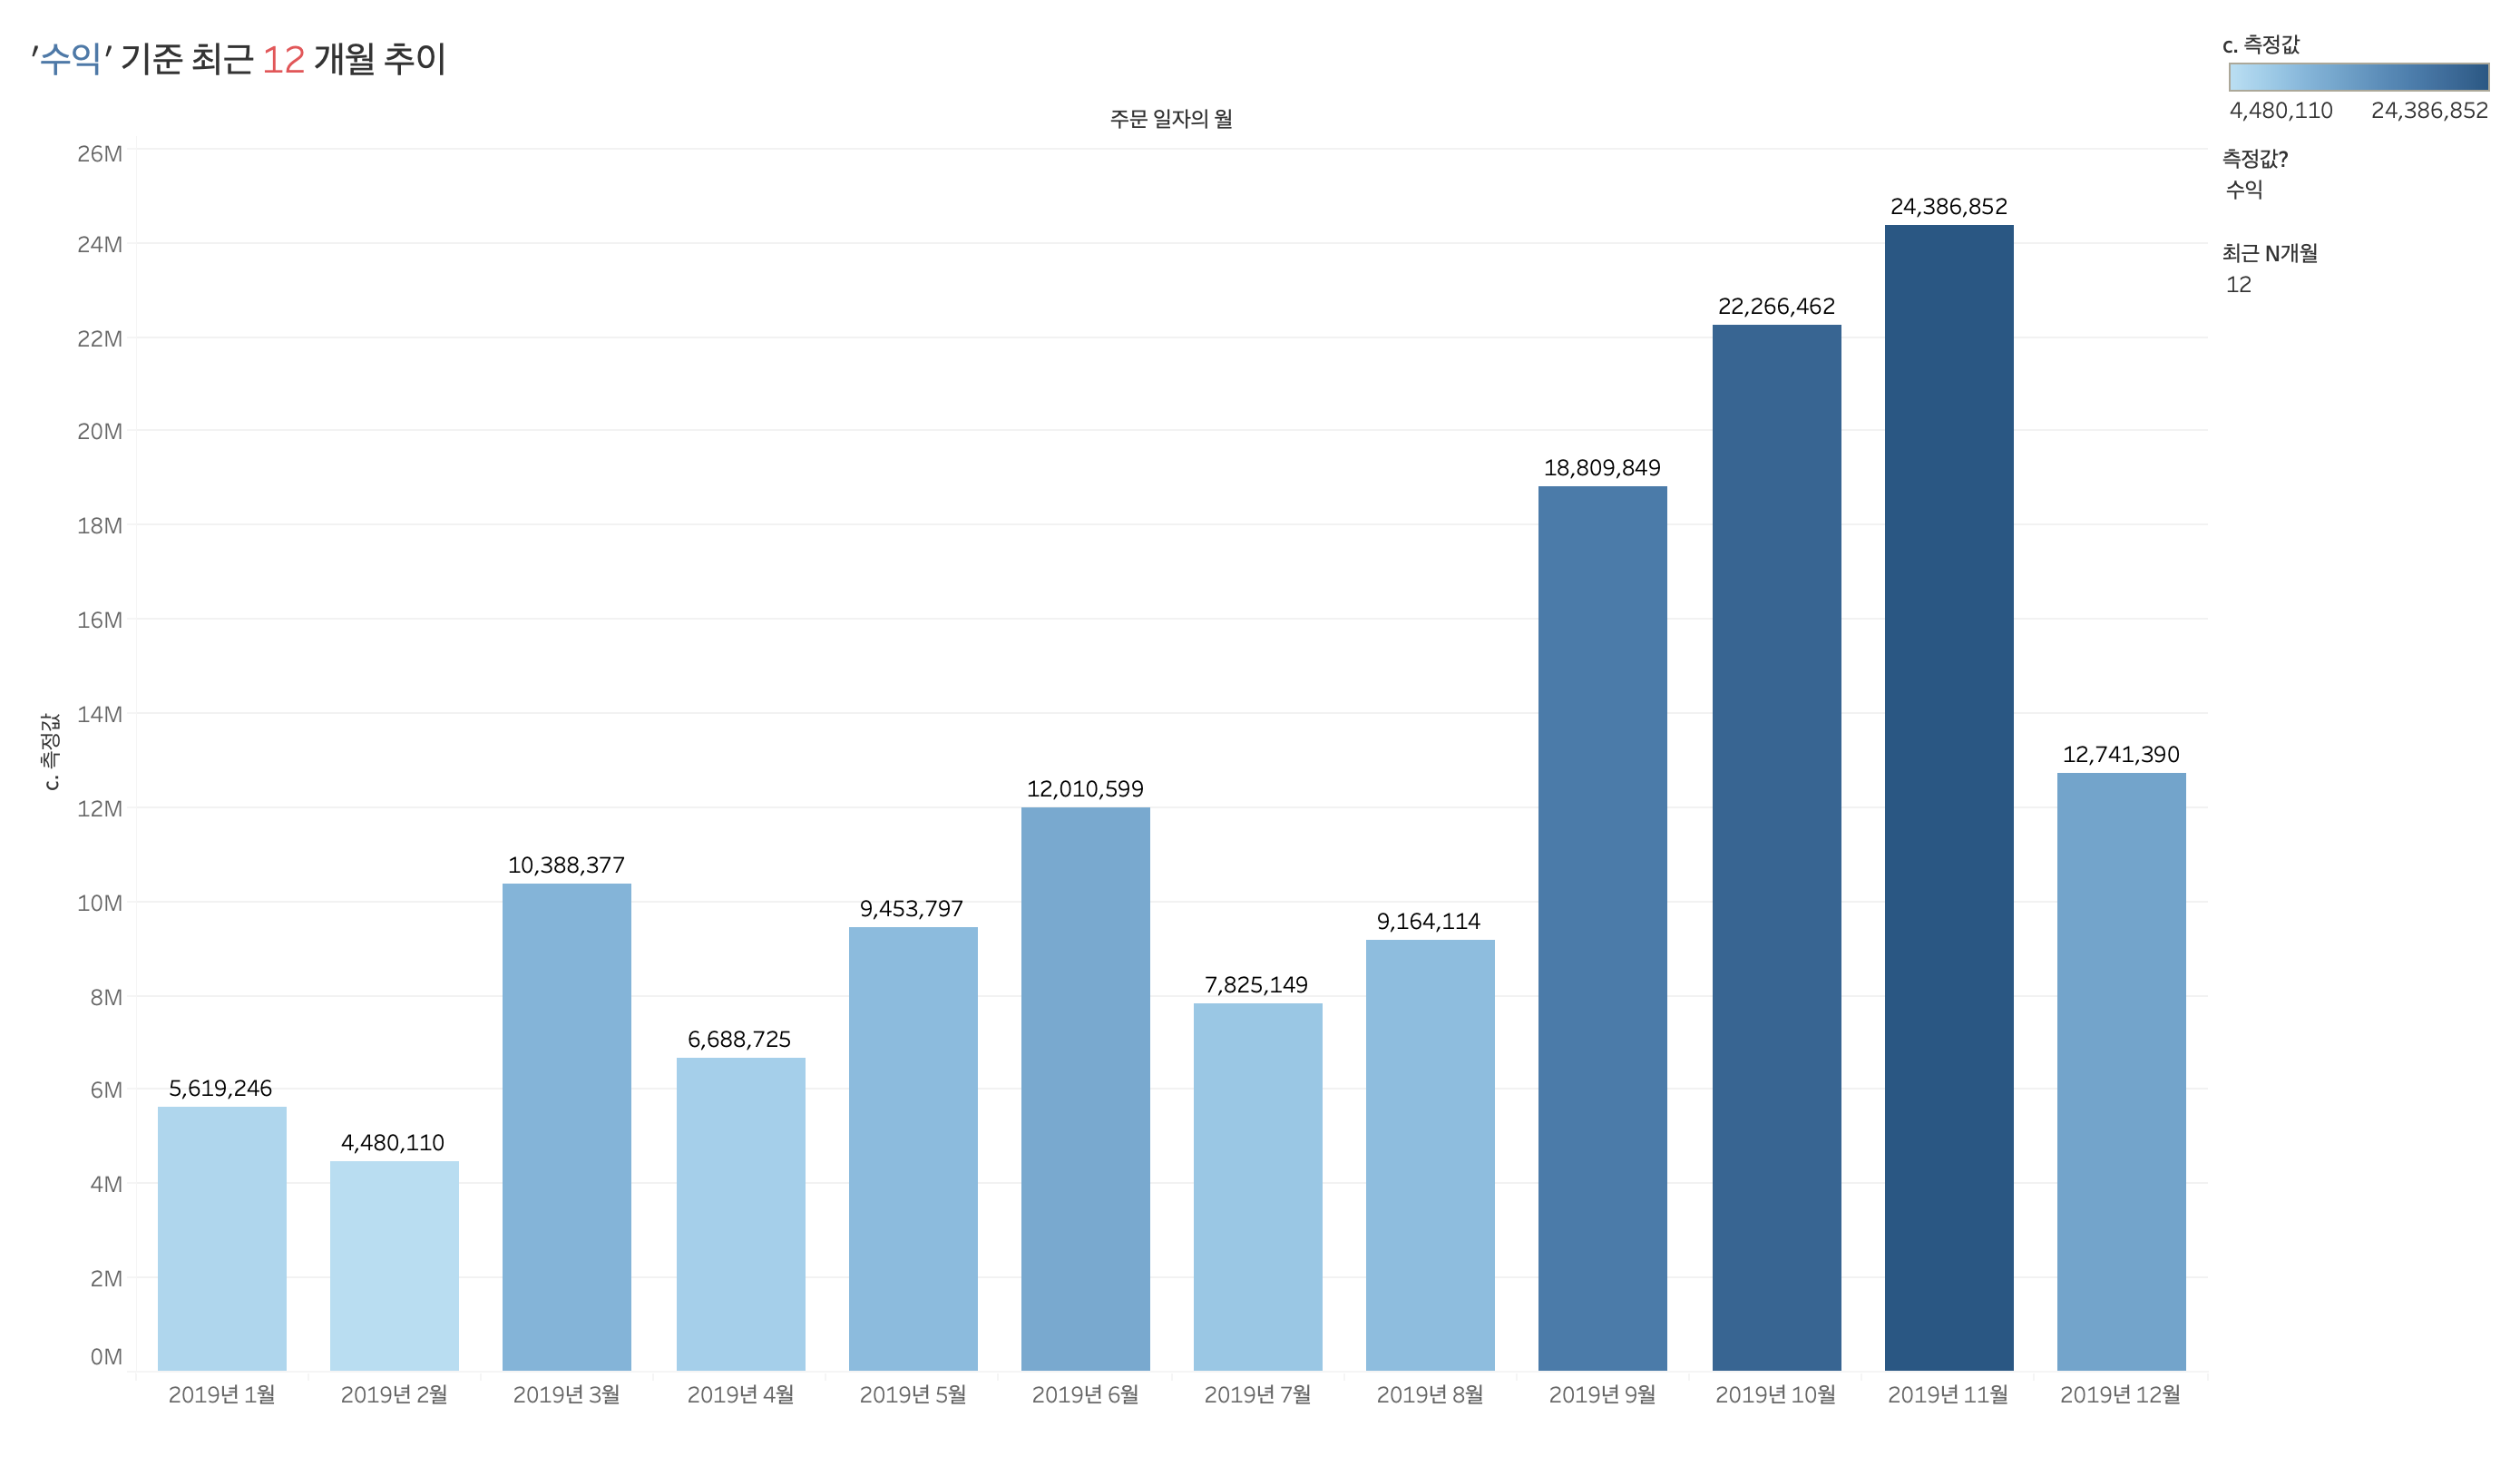 '수익' 기준 최근 12 개월 추이
주문 일자의 월
c. 측정값
26M
24M
22M
20M
18M
16M
14M
12M
10M
8M
6M
4M
2M
0M
5,619,246
4,480,110
10,388,377
6,688,725
9,453,797
12,010,599
7,825,149
9,164,114
18,809,849
22,266,462
24,386,852
12,741,390
2019년 1월
2019년 2월
2019년 3월
2019년 4월
2019년 5월
2019년 6월
2019년 7월
2019년 8월
2019년 9월
2019년 10월
2019년 11월
2019년 12월
c. 측정값
4,480,110 24,386,852
측정값?
수익
최근 N개월
12